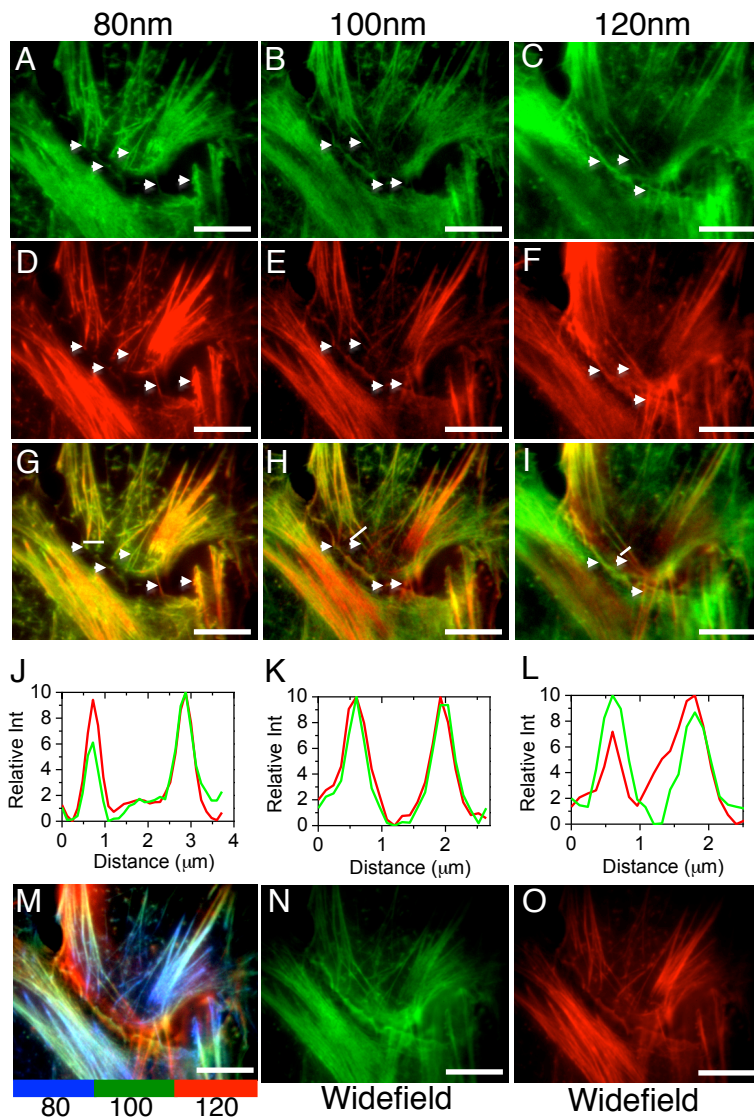 80nm 100nm 120nm
A B C
D E F
G H I
J K L
Relative Int
10
8
6
4
2
0
0 1 2 3 4
Distance (μm)
Relative Int
10
8
6
4
2
0
0 1 2
Distance (μm)
Relative Int
10
8
6
4
2
0
0 1 2
Distance (μm)
M N O
80 100 120
Widefield Widefield